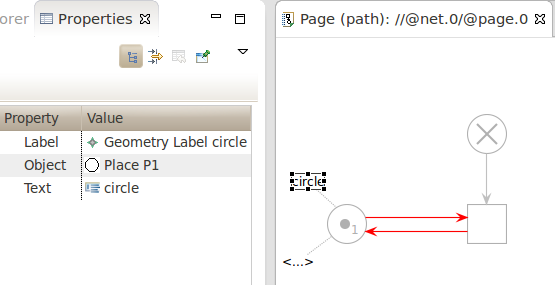 orer
Properties
Property Value
Label Geometry Label circle
Object Place P1
Text circle
Page (path): //@net.0/@page.0
circle
1
<...>